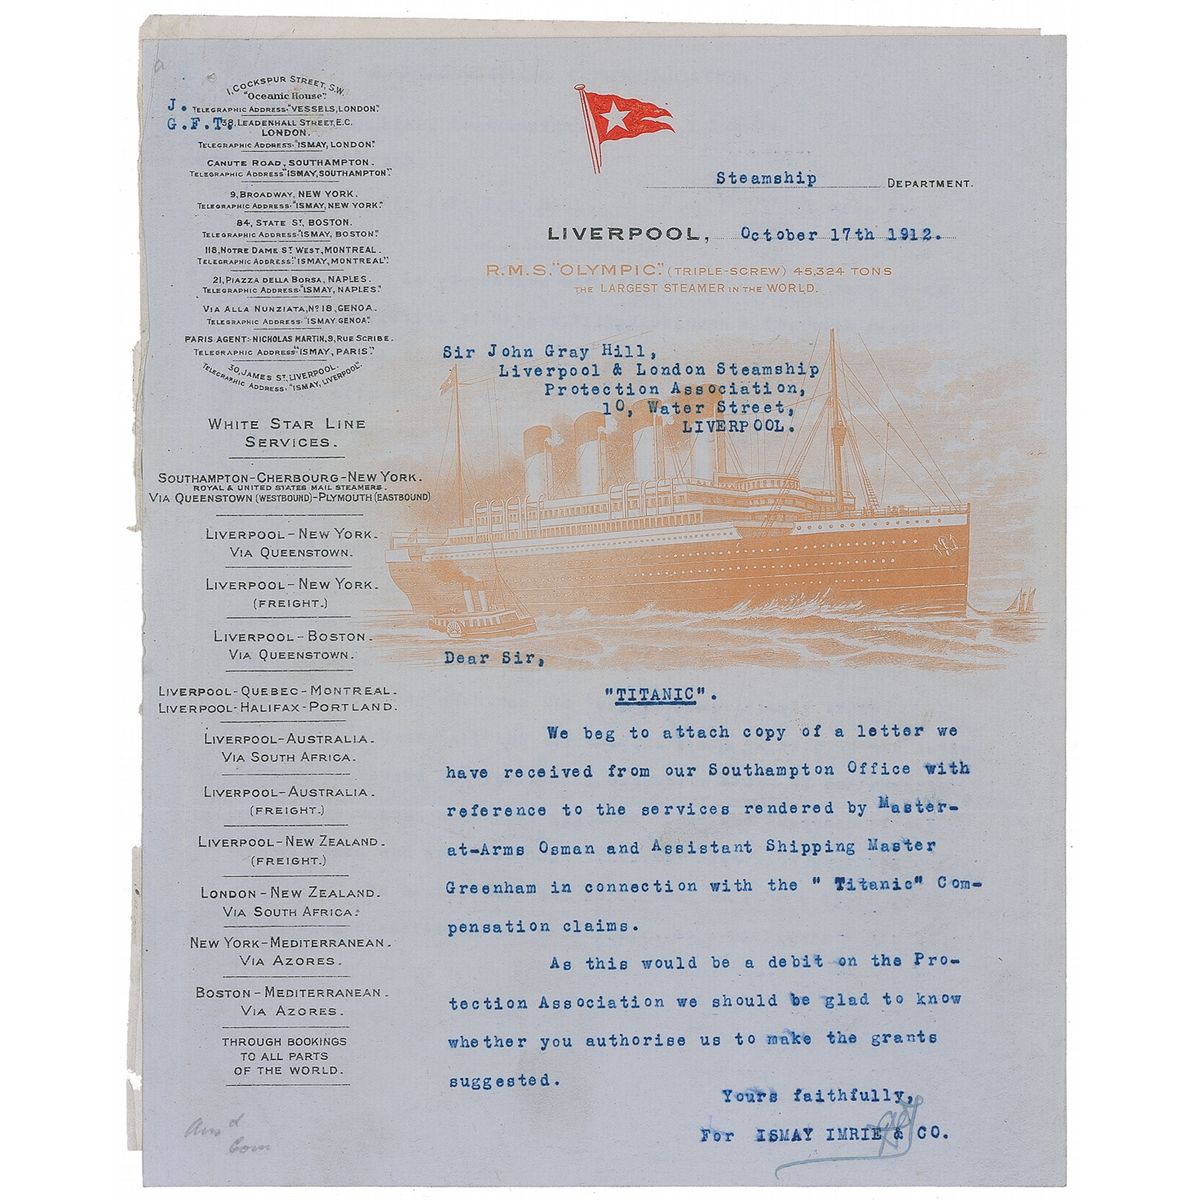 1, COCKSPUR STREET, S.W.
"OCEANIC HOUSE".
J. TELEGRAPHIC ADDRESS-"VESSELS, LONDON."
G.F.T. 38, LEADENHALL STREET, E.C.
LONDON.
TELEGRAPHIC ADDRESS-"ISMAY, LONDON."
CANUTE ROAD, SOUTHAMPTON.
TELEGRAPHIC ADDRESS "ISMAY, SOUTHAMPTON."
9, BROADWAY, NEW YORK.
TELEGRAPHIC ADDRESS-"ISMAY, NEW YORK."
84, STATE ST, BOSTON.
TELEGRAPHIC ADDRESS-"ISMAY, BOSTON."
118, NOTRE DAME ST WEST, MONTREAL.
TELEGRAPHIC ADDRESS-"ISMAY, MONTREAL."
21, PIAZZA DELLA BORSA, NAPLES.
TELEGRAPHIC ADDRESS-"ISMAY, NAPLES."
VIA ALLA NUNZIATA, No 18, GENOA.
TELEGRAPHIC ADDRESS-"ISMAY, GENOA."
PARIS AGENT:- NICHOLAS MARTIN, 9, RUE SCRIBE.
TELEGRAPHIC ADDRESS-"ISMAY, PARIS"
30, JAMES ST, LIVERPOOL.
TELEGRAPHIC ADDRESS-"ISMAY, LIVERPOOL."
WHITE STAR LINE
SERVICES.
SOUTHAMPTON-CHERBOURG-NEW YORK.
ROYAL & UNITED STATES MAIL STEAMERS.
VIA QUEENSTOWN (WESTBOUND)-PLYMOUTH (EASTBOUND)
LIVERPOOL-NEW YORK.
VIA QUEENSTOWN.
LIVERPOOL-NEW YORK.
(FREIGHT.)
LIVERPOOL-BOSTON.
VIA QUEENSTOWN.
LIVERPOOL-QUEBEC-MONTREAL.
LIVERPOOL-HALIFAX-PORTLAND.
LIVERPOOL-AUSTRALIA.
VIA SOUTH AFRICA.
LIVERPOOL-AUSTRALIA.
(FREIGHT.)
LIVERPOOL-NEW ZEALAND.
(FREIGHT.)
LONDON-NEW ZEALAND.
VIA SOUTH AFRICA.
NEW YORK-MEDITERRANEAN.
VIA AZORES.
BOSTON-MEDITERRANEAN.
VIA AZORES.
THROUGH BOOKINGS
TO ALL PARTS
OF THE WORLD.
Steamship DEPARTMENT.
LIVERPOOL, October 17th 1912.
R.M.S. "OLYMPIC." (TRIPLE-SCREW) 45,324 TONS
THE LARGEST STEAMER IN THE WORLD.
Sir John Gray Hill,
Liverpool & London Steamship
Protection Association,
10, Water Street,
LIVERPOOL.
Dear Sir,
"TITANIC".
We beg to attach copy of a letter we
have received from our Southampton Office with
reference to the services rendered by Master-
at-Arms Osman and Assistant Shipping Master
Greenham in connection with the " Titanic" Com-
pensation claims.
As this would be a debit on the Pro-
tection Association we should be glad to know
whether you authorise us to make the grants
suggested.
Yours faithfully,
For ISMAY IMRIE & CO.
Ansd
Com